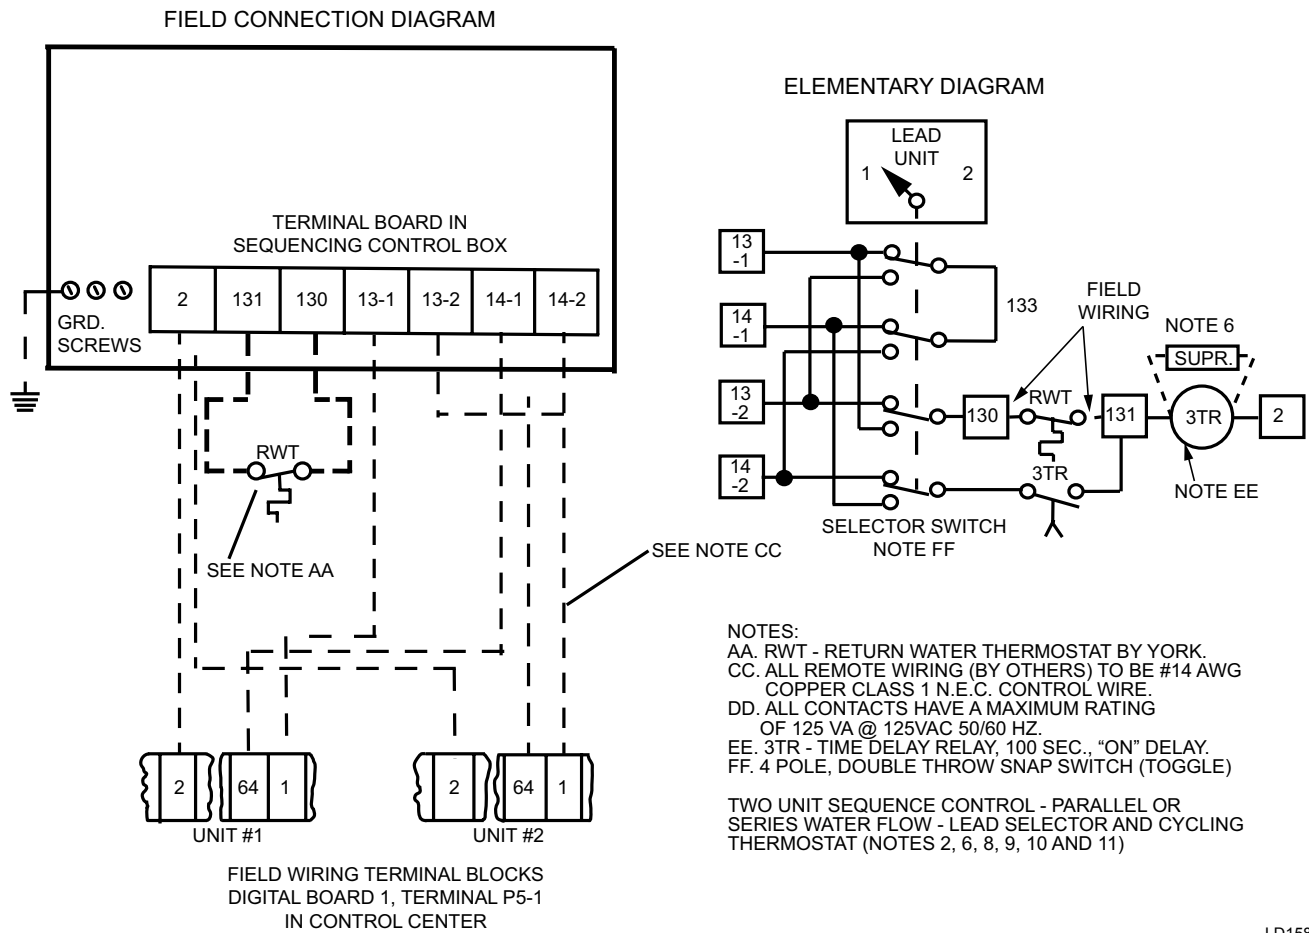 FIELD CONNECTION DIAGRAM
TERMINAL BOARD IN
SEQUENCING CONTROL BOX
2 131 130 13-1 13-2 14-1 14-2
GRD.
SCREWS
RWT
SEE NOTE AA
SEE NOTE CC
2 64 1 2 64 1
UNIT #1 UNIT #2
FIELD WIRING TERMINAL BLOCKS
DIGITAL BOARD 1, TERMINAL P5-1
IN CONTROL CENTER
ELEMENTARY DIAGRAM
LEAD
UNIT
1 2
13
-1
14
-1
133
FIELD
WIRING
NOTE 6
SUPR.
13
-2
130 RWT 131 3TR 2
14
-2
3TR
NOTE EE
SELECTOR SWITCH
NOTE FF
NOTES:
AA. RWT - RETURN WATER THERMOSTAT BY YORK.
CC. ALL REMOTE WIRING (BY OTHERS) TO BE #14 AWG
COPPER CLASS 1 N.E.C. CONTROL WIRE.
DD. ALL CONTACTS HAVE A MAXIMUM RATING
OF 125 VA @ 125VAC 50/60 HZ.
EE. 3TR - TIME DELAY RELAY, 100 SEC., “ON” DELAY.
FF. 4 POLE, DOUBLE THROW SNAP SWITCH (TOGGLE)
TWO UNIT SEQUENCE CONTROL - PARALLEL OR
SERIES WATER FLOW - LEAD SELECTOR AND CYCLING
THERMOSTAT (NOTES 2, 6, 8, 9, 10 AND 11)